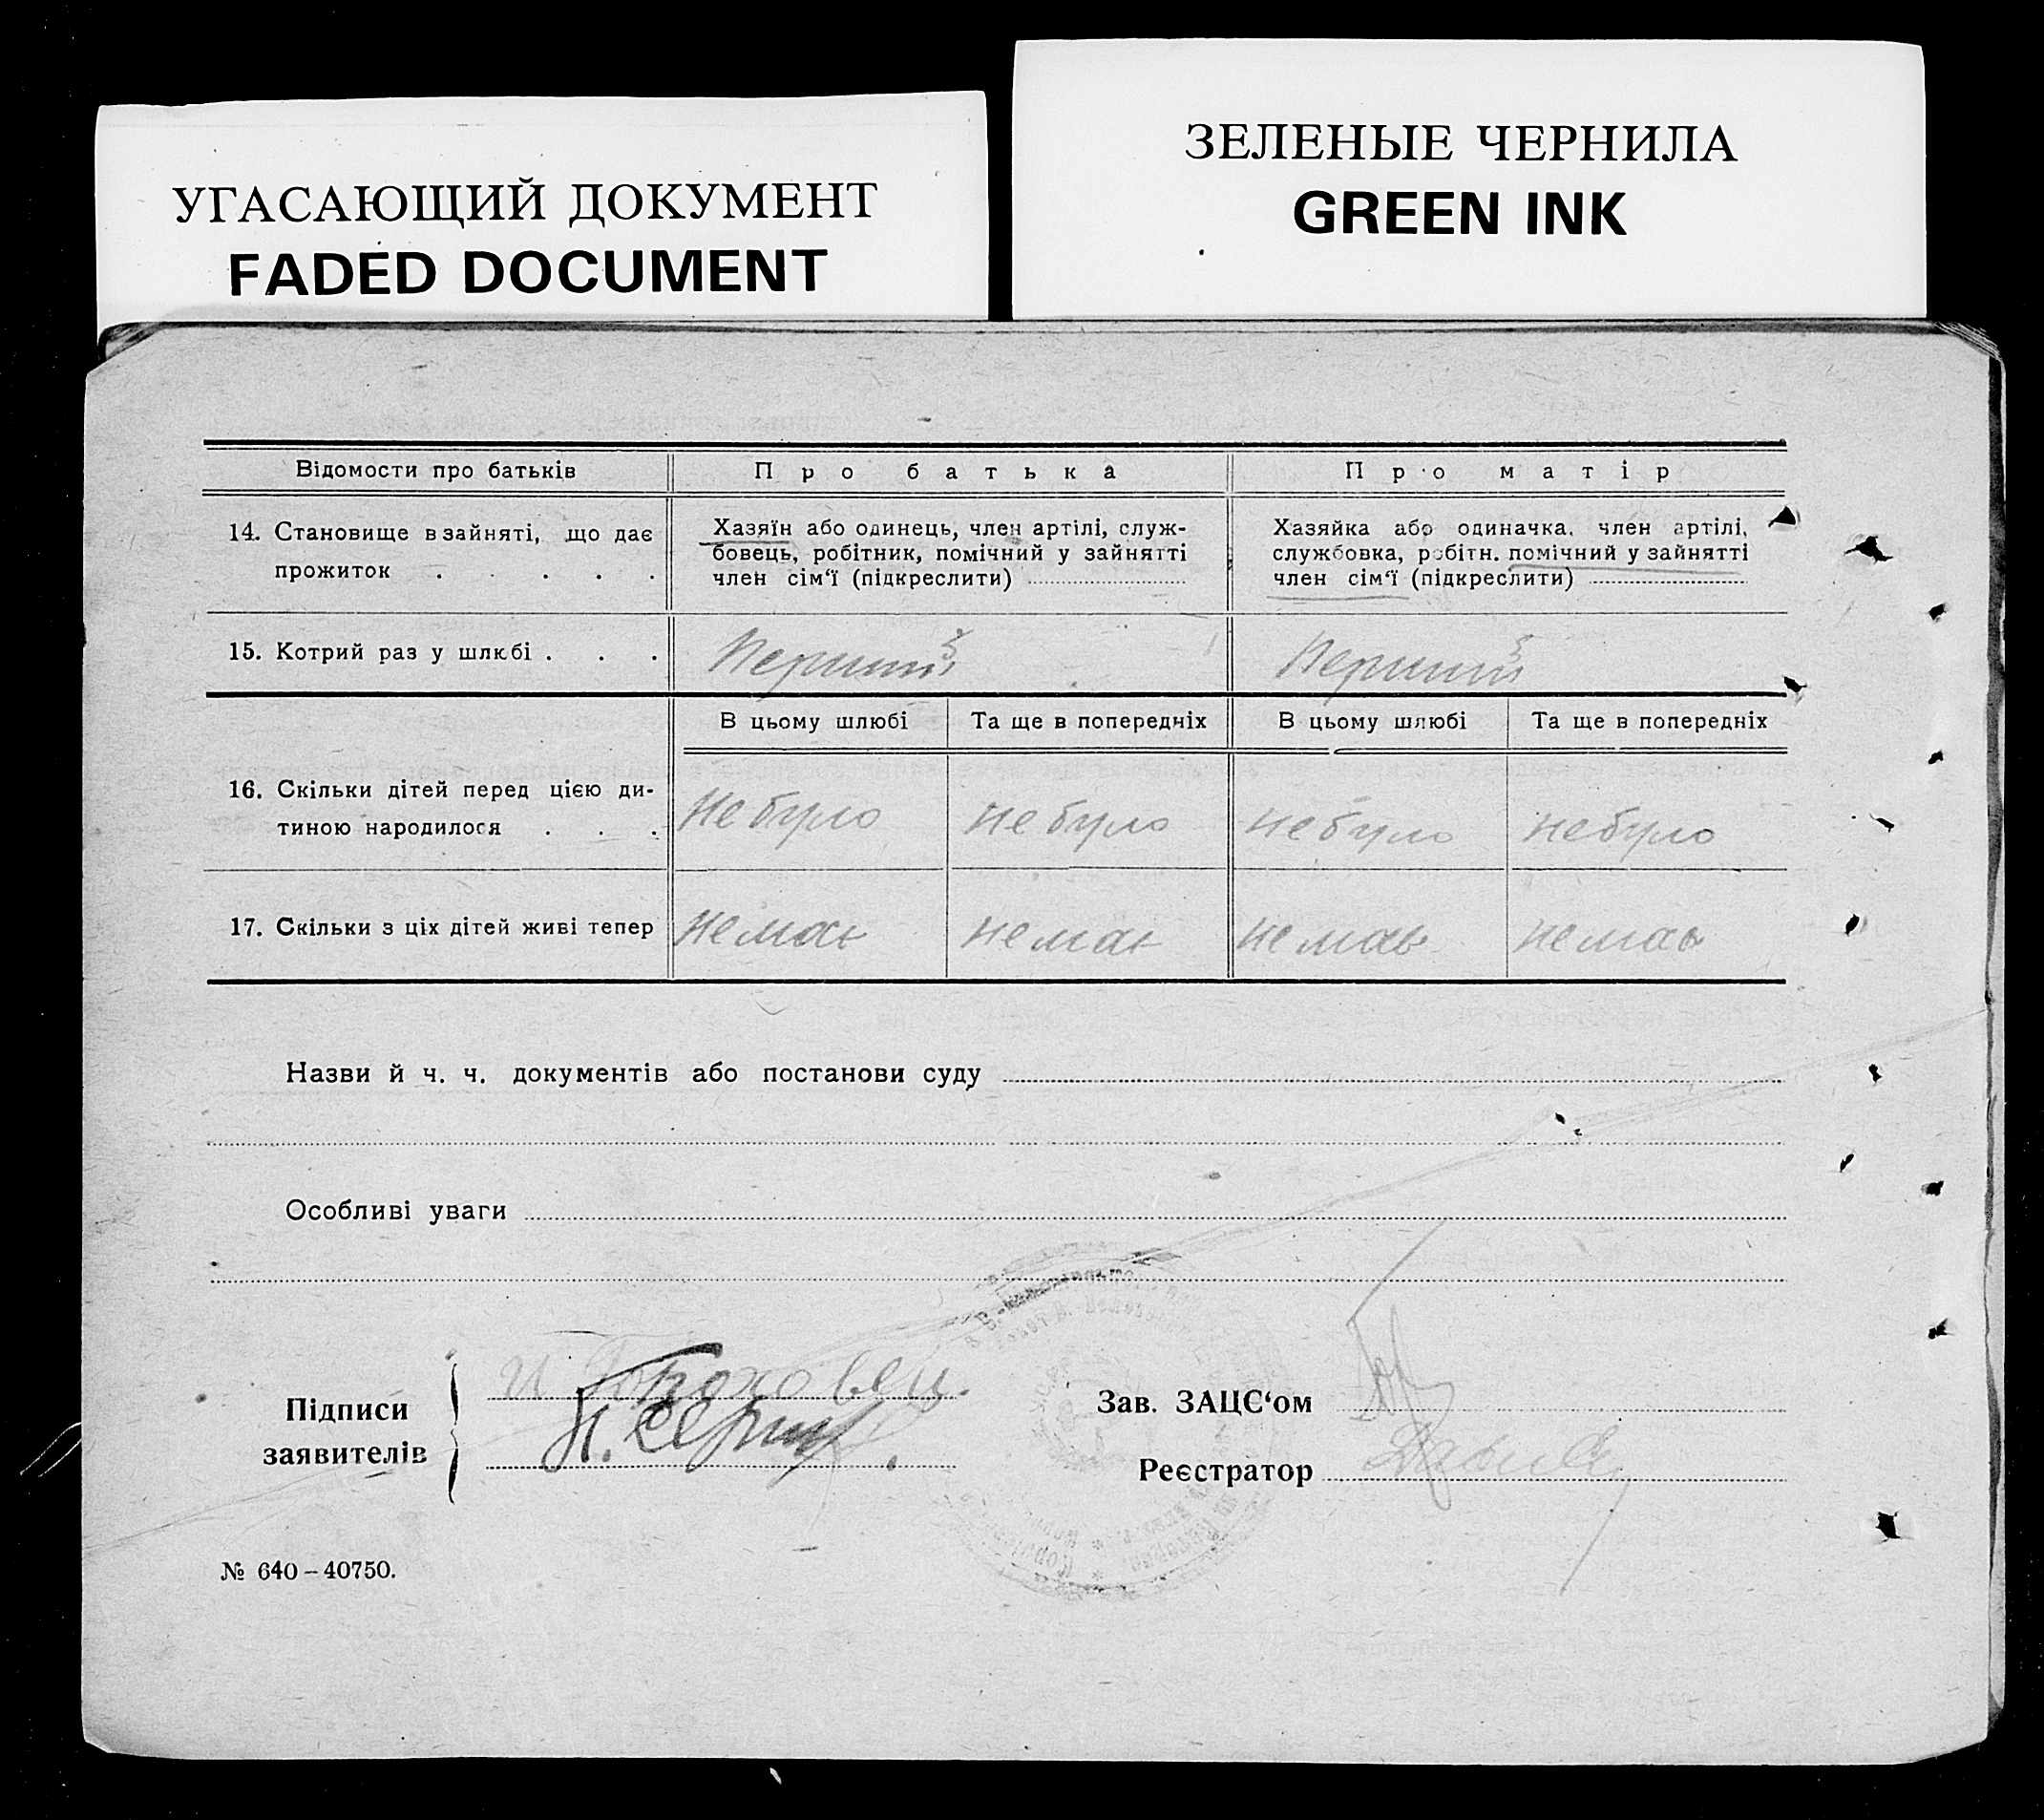 УГАСАЮЩИЙ ДОКУМЕНТ
FADED DOCUMENT
ЗЕЛЕНЫЕ ЧЕРНИЛА
GREEN INK
Відомости про батьків
Про батька
Про матір
14. Становище в зайняті, що дає
прожиток . . . . .
Хазяїн або одинець, член артілі, служ-
бовець, робітник, помічний у зайнятті
член сім‘ї (підкреслити)
Хазяйка або одиначка, член артілі,
службовка, робітн. помічний у зайнятті
член сім‘ї (підкреслити)
15. Котрий раз у шлюбі . . .
Перший
Перший
В цьому шлюбі
Та ще в попередніх
В цьому шлюбі
Та ще в попередніх
16. Скільки дітей перед цією ди-
тиною народилося . . .
не було
не було
не було
не було
17. Скільки з ціх дітей живі тепер
немає
немає
немає
немає
Назви й ч. ч. документів або постанови суду
Особливі уваги
Підписи
заявителів
Зав. ЗАЦС‘ом
Реєстратор
№ 640–40750.